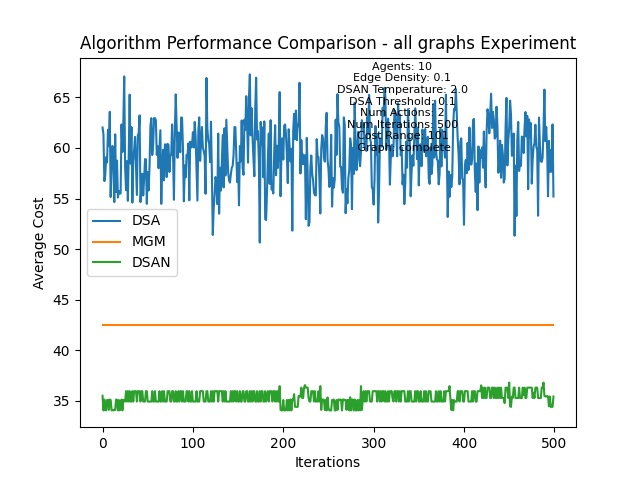 Algorithm Performance Comparison - all graphs Experiment
Agents: 10
Edge Density: 0.1
DSAN Temperature: 2.0
DSA Threshold: 0.1
Num Actions: 2
Num Iterations: 500
Cost Range: 101
Graph: complete
Average Cost
65
60
55
50
45
40
35
DSA
MGM
DSAN
0
100
200
300
400
500
Iterations